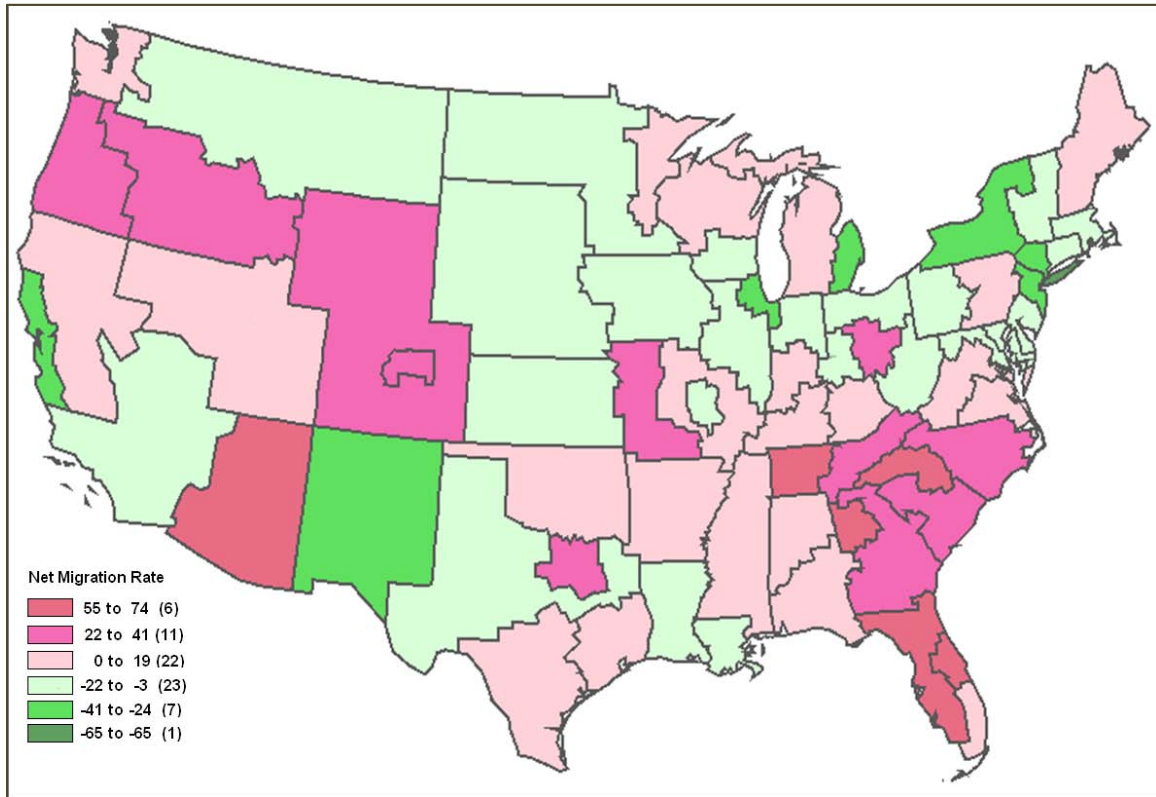 Net Migration Rate
55 to 74 (6)
22 to 41 (11)
0 to 19 (22)
-22 to -3 (23)
-41 to -24 (7)
-65 to -65 (1)